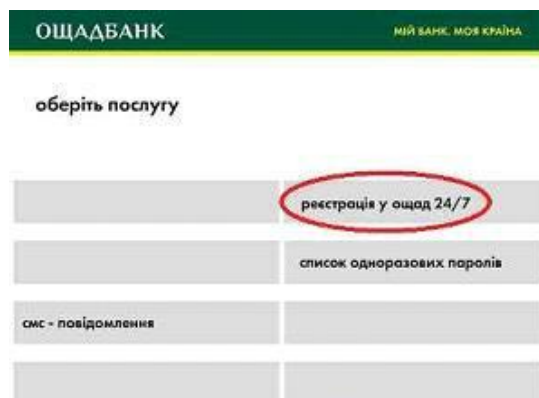 ОЩАДБАНК
МІЙ БАНК. МОЯ КРАЇНА
оберіть послугу
реєстрація у ощад 24/7
список одноразових паролів
смс - повідомлення